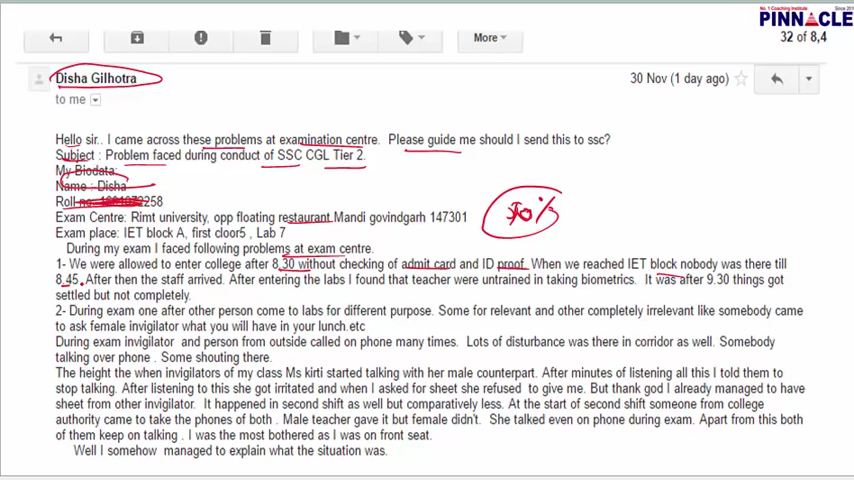 No. 1 Coaching Institute Since 201
PINNACLE
More 32 of 8,4
Disha Gilhotra 30 Nov (1 day ago)
to me
Hello sir.. I came across these problems at examination centre. Please guide me should I send this to ssc?
Subject : Problem faced during conduct of SSC CGL Tier 2.
My Biodata:
Name : Disha
Roll no: 258
50%
Exam Centre: Rimt university, opp floating restaurant.Mandi govindgarh 147301
Exam place: IET block A, first cloor5 , Lab 7
During my exam I faced following problems at exam centre.
1- We were allowed to enter college after 8.30 without checking of admit card and ID proof. When we reached IET block nobody was there till
8.45. After then the staff arrived. After entering the labs I found that teacher were untrained in taking biometrics. It was after 9.30 things got
settled but not completely.
2- During exam one after other person come to labs for different purpose. Some for relevant and other completely irrelevant like somebody came
to ask female invigilator what you will have in your lunch.etc
During exam invigilator and person from outside called on phone many times. Lots of disturbance was there in corridor as well. Somebody
talking over phone . Some shouting there.
The height the when invigilators of my class Ms kirti started talking with her male counterpart. After minutes of listening all this I told them to
stop talking. After listening to this she got irritated and when I asked for sheet she refused to give me. But thank god I already managed to have
sheet from other invigilator. It happened in second shift as well but comparatively less. At the start of second shift someone from college
authority came to take the phones of both . Male teacher gave it but female didn't. She talked even on phone during exam. Apart from this both
of them keep on talking . I was the most bothered as I was on front seat.
Well I somehow managed to explain what the situation was.